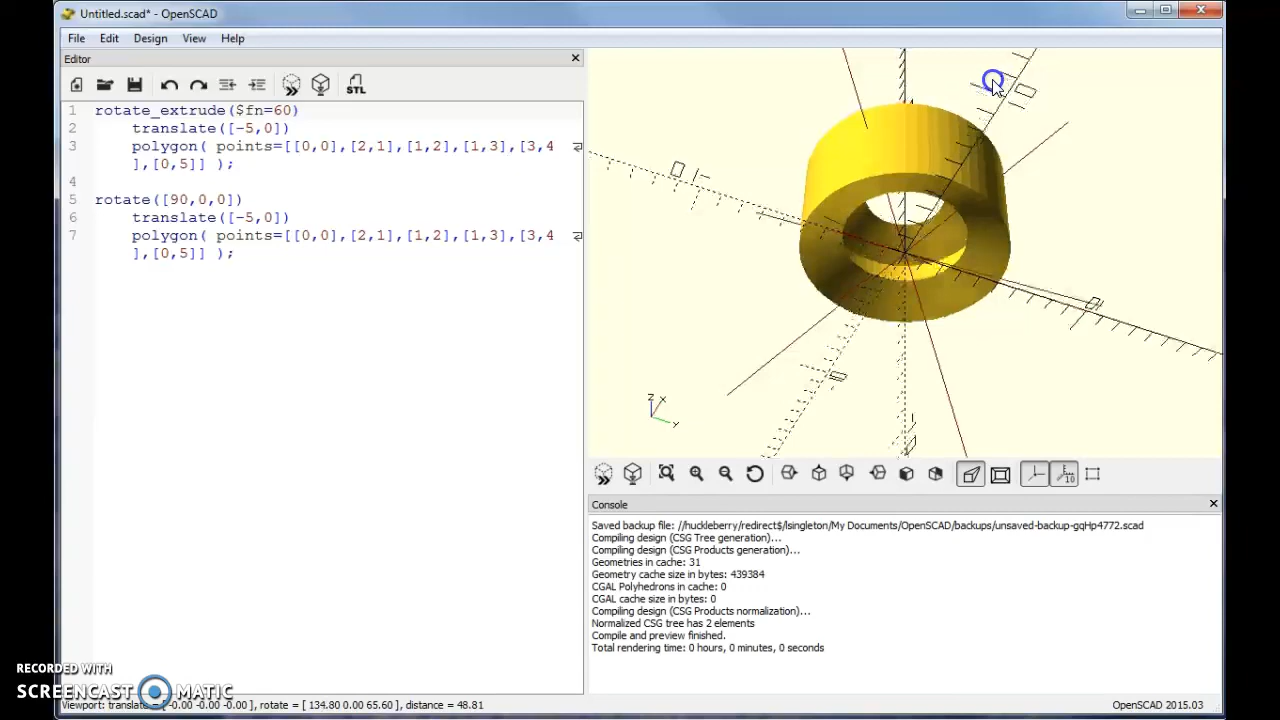 Untitled.scad* - OpenSCAD
File Edit Design View Help
Editor
STL
1 rotate_extrude($fn=60)
2 translate([-5,0])
3 polygon( points=[[0,0],[2,1],[1,2],[1,3],[3,4
],[0,5]] );
4
5 rotate([90,0,0])
6 translate([-5,0])
7 polygon( points=[[0,0],[2,1],[1,2],[1,3],[3,4
],[0,5]] );
z x
y
10
Console
Saved backup file: //huckleberry/redirect$/lsingleton/My Documents/OpenSCAD/backups/unsaved-backup-gqHp4772.scad
Compiling design (CSG Tree generation)...
Compiling design (CSG Products generation)...
Geometries in cache: 31
Geometry cache size in bytes: 439384
CGAL Polyhedrons in cache: 0
CGAL cache size in bytes: 0
Compiling design (CSG Products normalization)...
Normalized CSG tree has 2 elements
Compile and preview finished.
Total rendering time: 0 hours, 0 minutes, 0 seconds
RECORDED WITH
SCREENCAST MATIC
Viewport: translate = [ -0.00 -0.00 -0.00 ], rotate = [ 134.80 0.00 65.60 ], distance = 48.81
OpenSCAD 2015.03